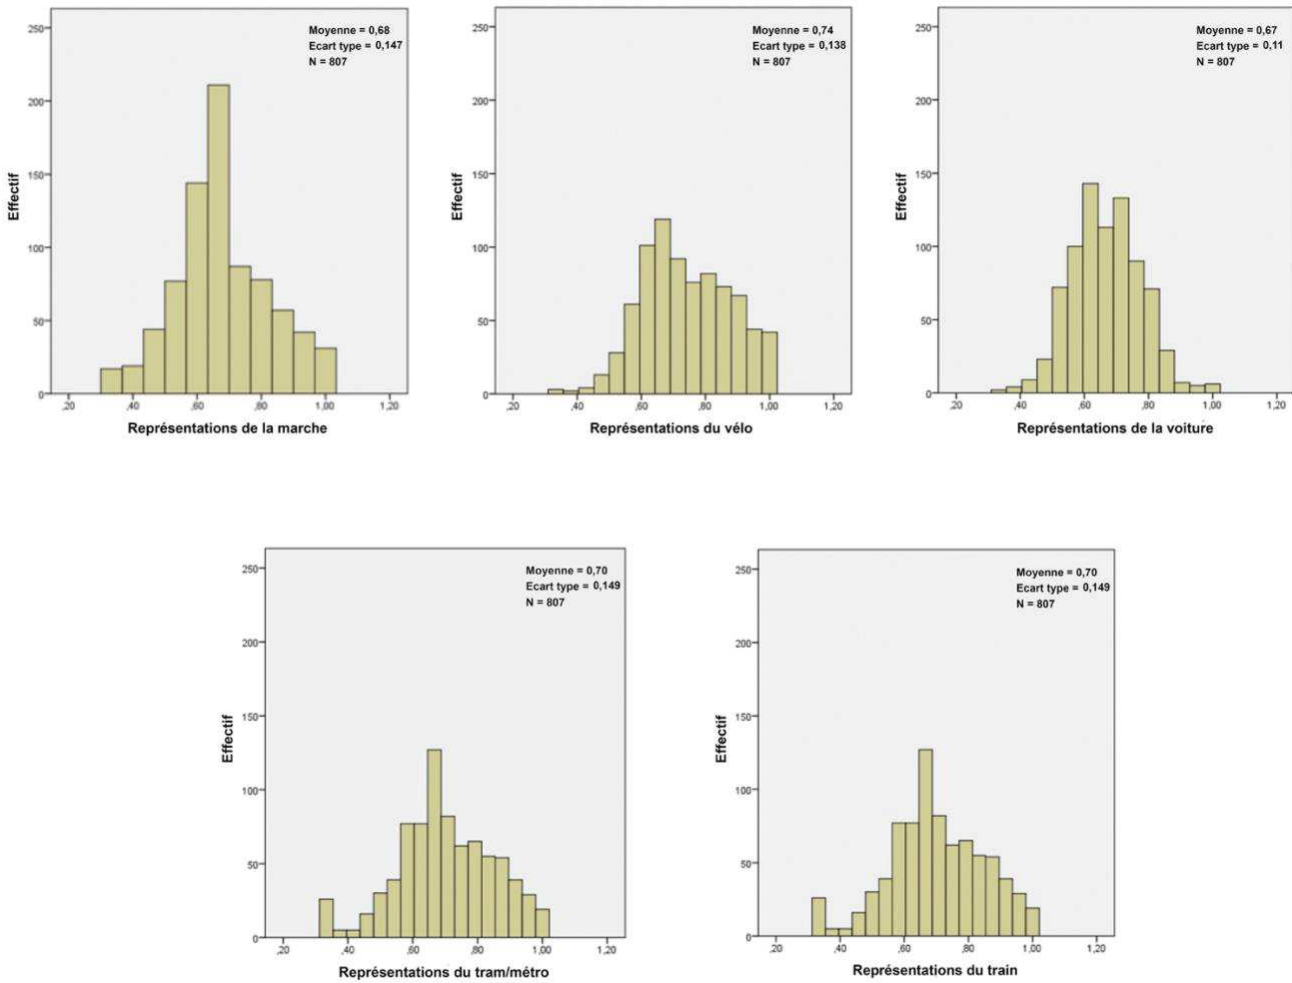 Moyenne = 0,68
Ecart type = 0,147
N = 807
250
200
150
100
50
0
Effectif
,20 ,40 ,60 ,80 1,00 1,20
Représentations de la marche
Moyenne = 0,74
Ecart type = 0,138
N = 807
250
200
150
100
50
0
Effectif
,20 ,40 ,60 ,80 1,00 1,20
Représentations du vélo
Moyenne = 0,67
Ecart type = 0,11
N = 807
250
200
150
100
50
0
Effectif
,20 ,40 ,60 ,80 1,00 1,20
Représentations de la voiture
Moyenne = 0,70
Ecart type = 0,149
N = 807
250
200
150
100
50
0
Effectif
,20 ,40 ,60 ,80 1,00 1,20
Représentations du tram/métro
Moyenne = 0,70
Ecart type = 0,149
N = 807
250
200
150
100
50
0
Effectif
,20 ,40 ,60 ,80 1,00 1,20
Représentations du train